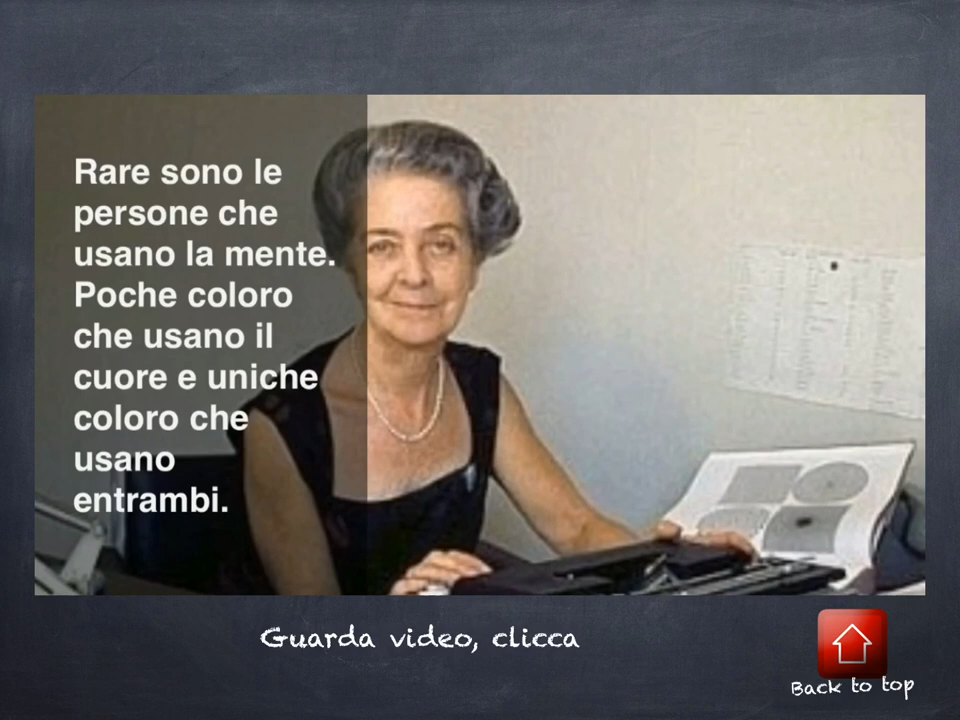 Rare sono le
persone che
usano la mente.
Poche coloro
che usano il
cuore e uniche
coloro che
usano
entrambi.
Guarda video, clicca
Back to top